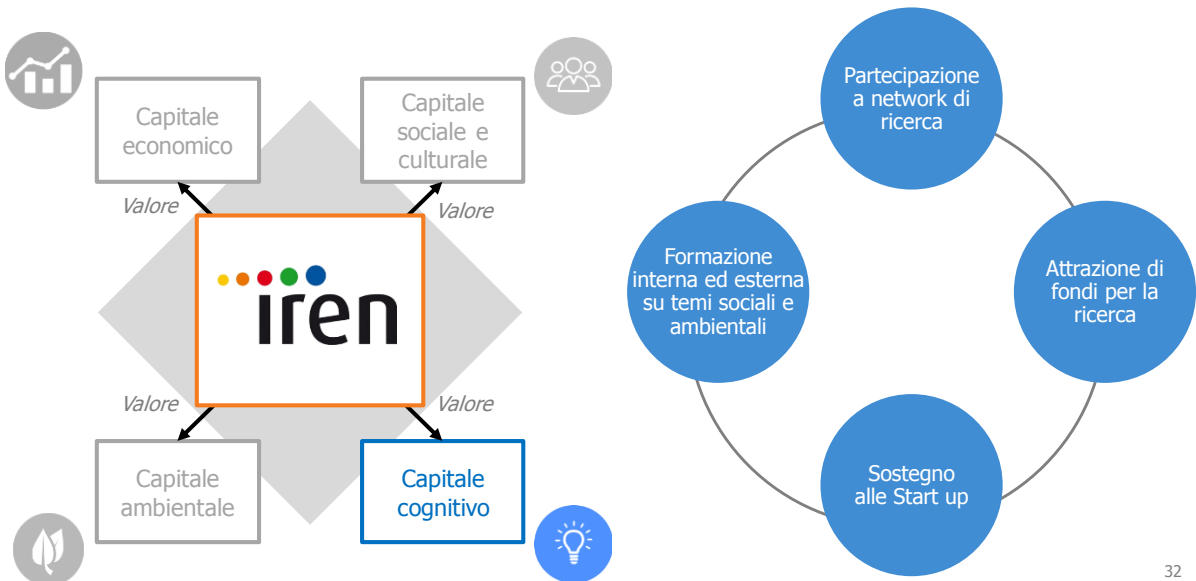 Capitale
economico
Capitale
sociale e
culturale
Valore
Valore
iren
Valore
Valore
Capitale
ambientale
Capitale
cognitivo
Partecipazione
a network di
ricerca
Formazione
interna ed esterna
su temi sociali e
ambientali
Attrazione di
fondi per la
ricerca
Sostegno
alle Start up
32